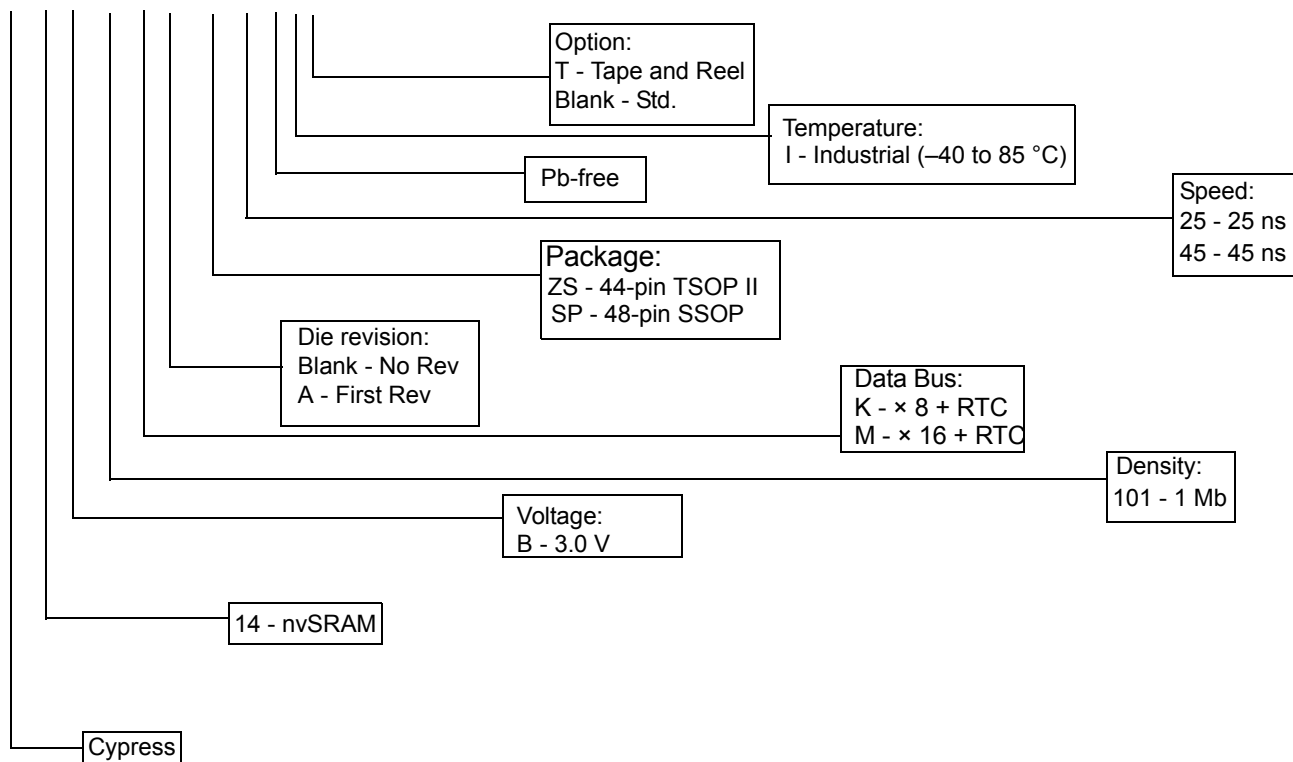 Option:
T - Tape and Reel
Blank - Std.
Temperature:
I - Industrial (–40 to 85 °C)
Pb-free
Speed:
25 - 25 ns
45 - 45 ns
Package:
ZS - 44-pin TSOP II
SP - 48-pin SSOP
Die revision:
Blank - No Rev
A - First Rev
Data Bus:
K - × 8 + RTC
M - × 16 + RTC
Density:
101 - 1 Mb
Voltage:
B - 3.0 V
14 - nvSRAM
Cypress